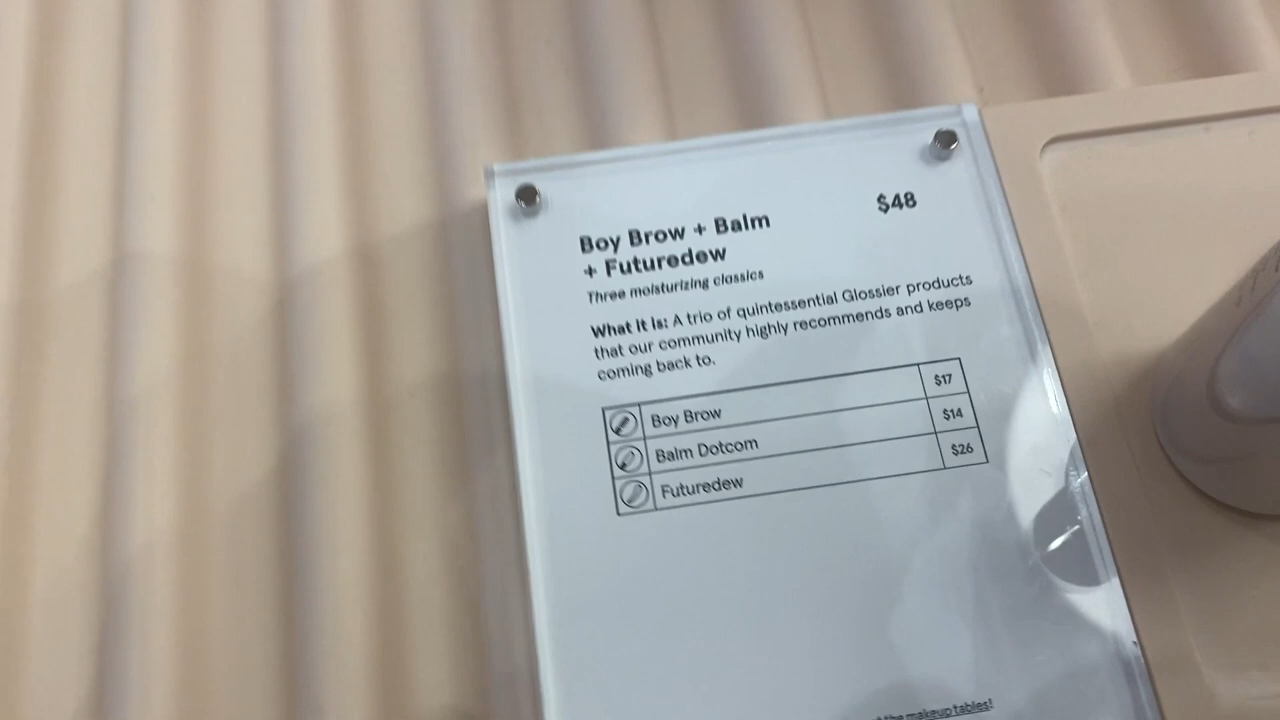 Boy Brow + Balm
+ Futuredew
$48
Three moisturizing classics
What it is: A trio of quintessential Glossier products
that our community highly recommends and keeps
coming back to.
Boy Brow $17
Balm Dotcom $14
Futuredew $26
the makeup tables!